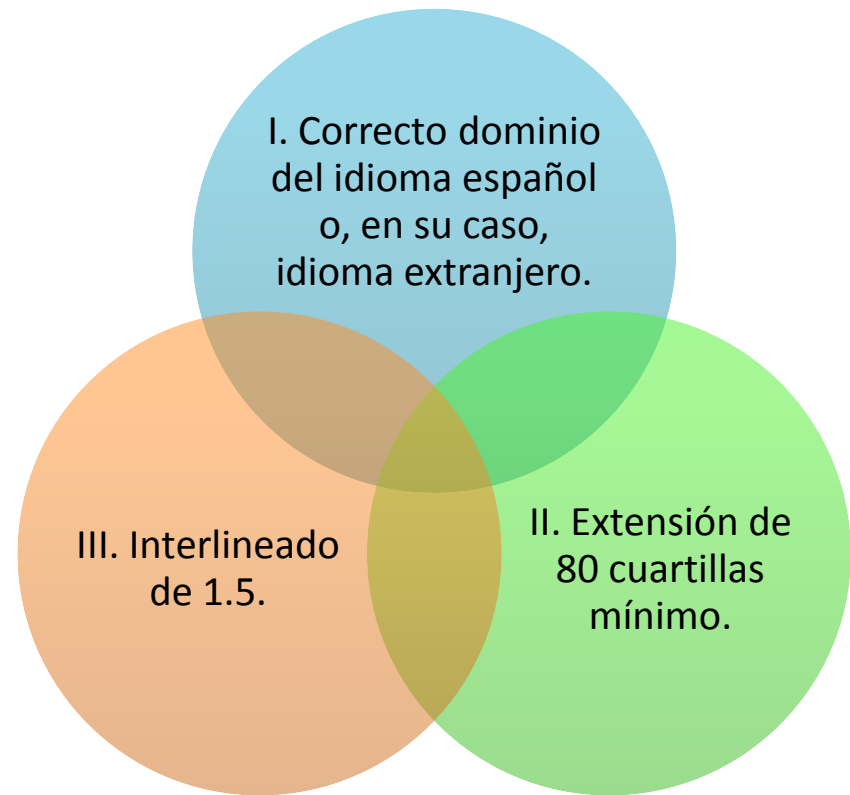 I. Correcto dominio
del idioma español
o, en su caso,
idioma extranjero.
II. Extensión de
80 cuartillas
mínimo.
III. Interlineado
de 1.5.